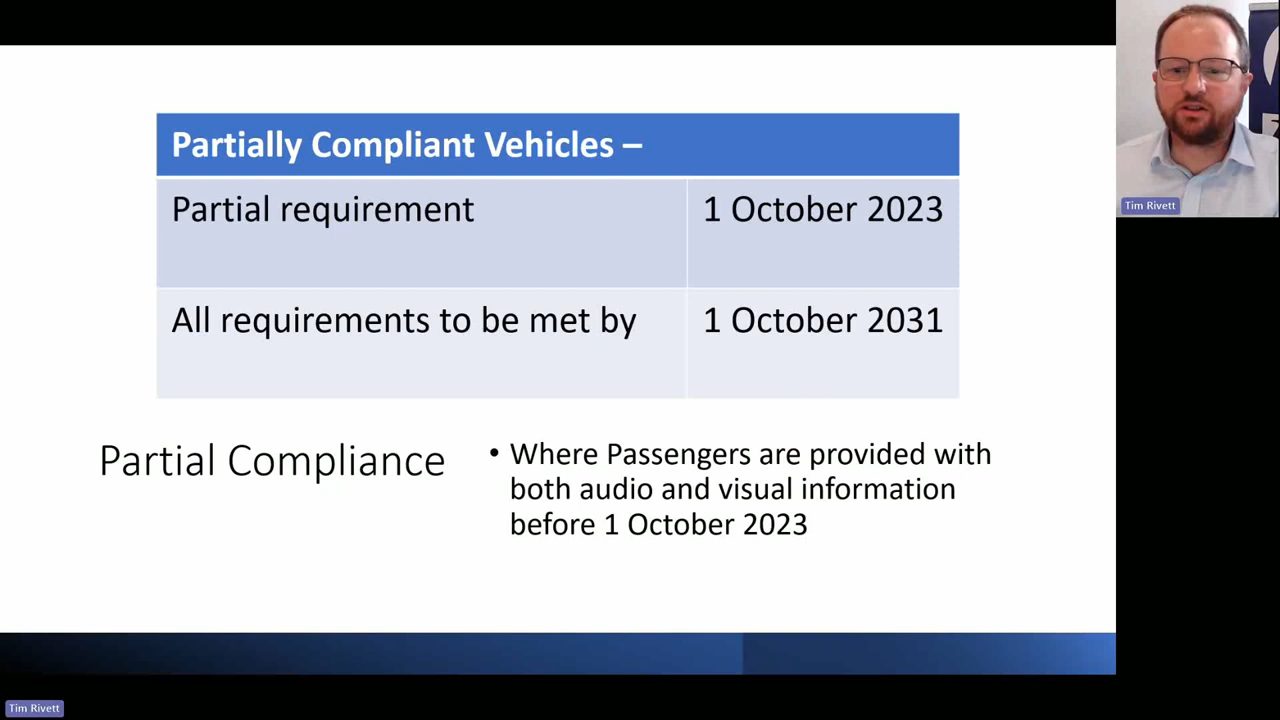 Partially Compliant Vehicles –
Partial requirement
1 October 2023
All requirements to be met by
1 October 2031
Partial Compliance
• Where Passengers are provided with
both audio and visual information
before 1 October 2023
Tim Rivett
Tim Rivett